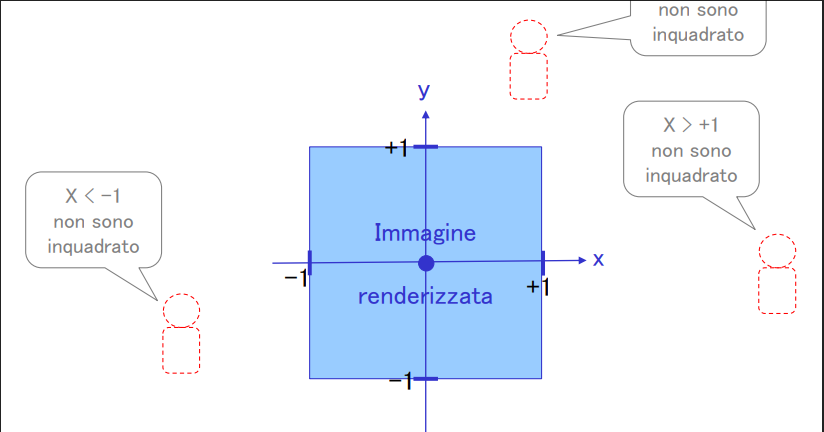 non sono
inquadrato
y
X > +1
non sono
inquadrato
+1
X < −1
non sono
inquadrato
Immagine
x
−1
+1
renderizzata
−1